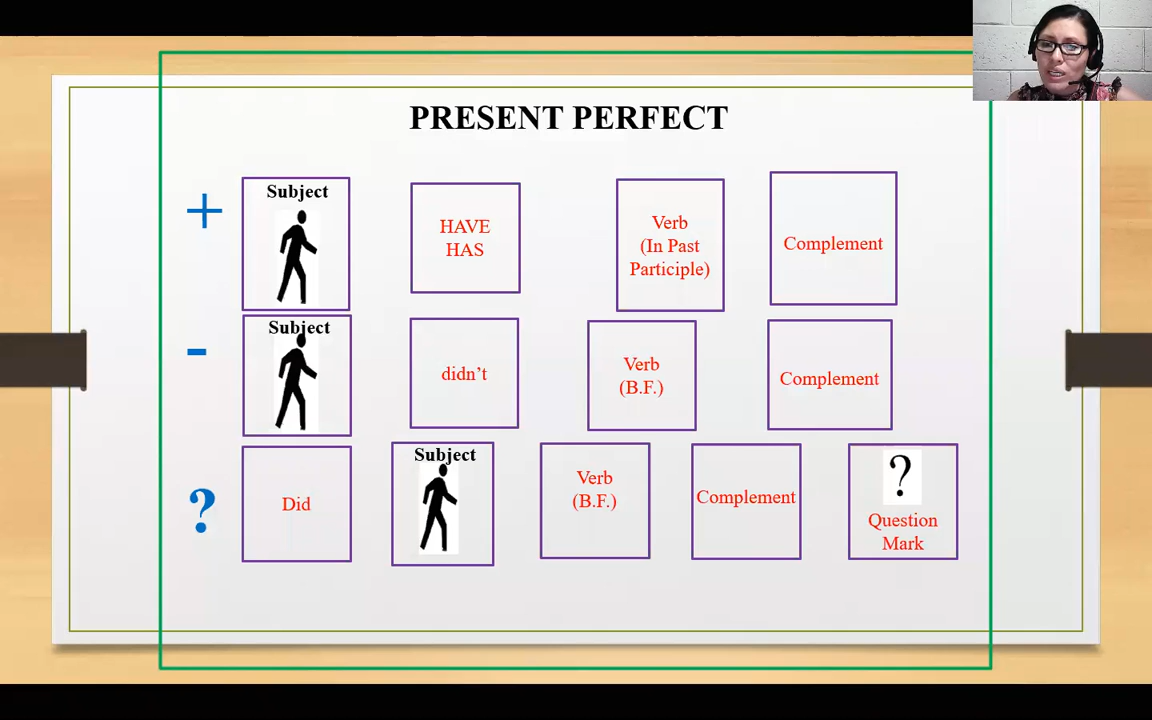 PRESENT PERFECT
+
Subject
HAVE
HAS
Verb
(In Past
Participle)
Complement
-
Subject
didn't
Verb
(B.F.)
Complement
?
Did
Subject
Verb
(B.F.)
Complement
?
Question
Mark